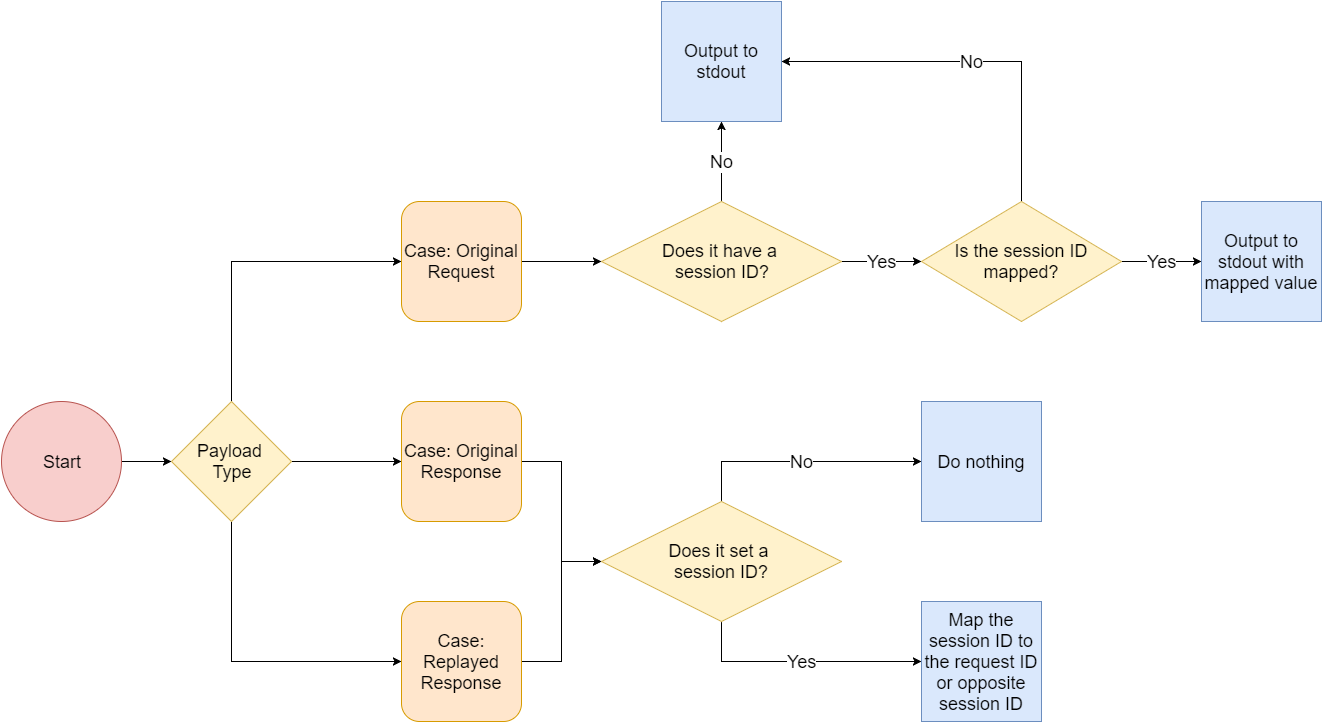 Output to
stdout
No
No
Case: Original
Request
Does it have a
session ID?
Yes
Is the session ID
mapped?
Yes
Output to
stdout with
mapped value
Start
Payload
Type
Case: Original
Response
No
Do nothing
Does it set a
session ID?
Case:
Replayed
Response
Yes
Map the
session ID to
the request ID
or opposite
session ID